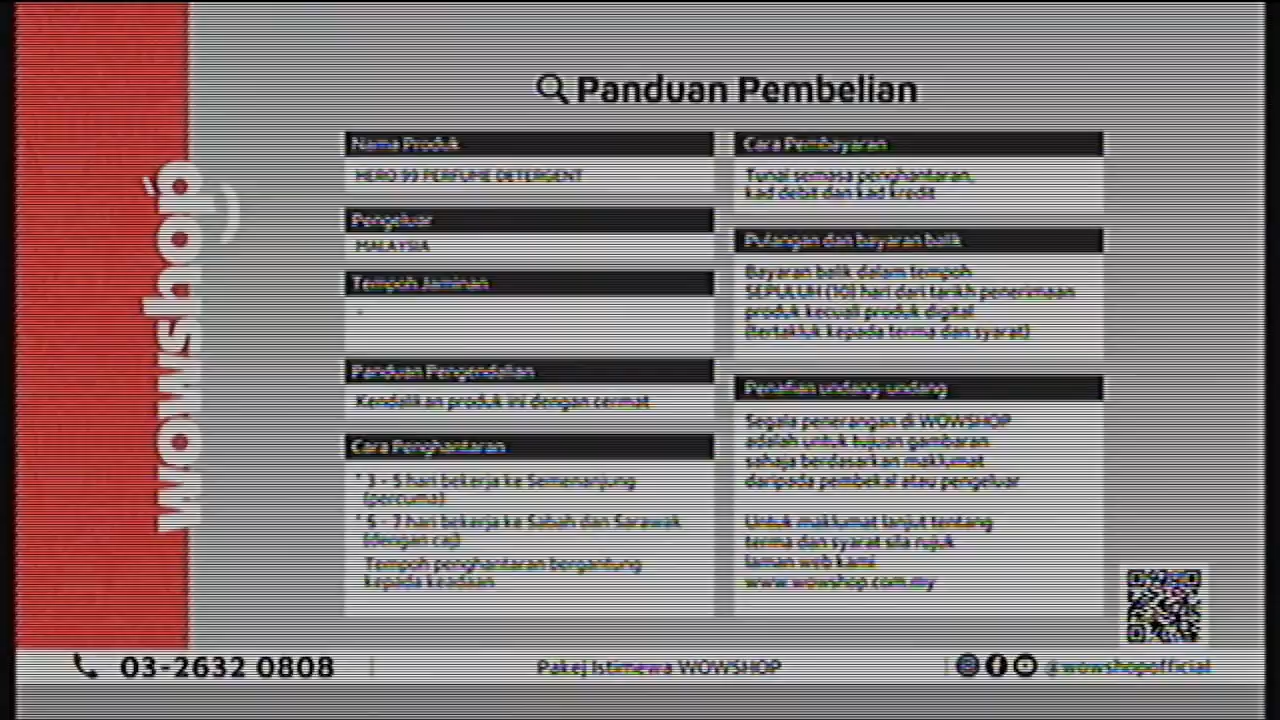 wowshop
Panduan Pembelian
Nama Produk
HERO 99 PERFUME DETERGENT
Pengeluar
MALAYSIA
Tempoh Jaminan
-
Panduan Pengendalian
Kendalikan produk ini dengan cermat
Cara Penghantaran
* 3 - 5 hari bekerja ke Semenanjung
(percuma)
* 5 - 7 hari bekerja ke Sabah dan Sarawak
(dengan caj)
Tempoh penghantaran bergantung
kepada keadaan
Cara Pembayaran
Tunai semasa penghantaran,
kad debit dan kad kredit
Pulangan dan bayaran balik
Bayaran balik dalam tempoh
SEPULUH (10) hari dari tarikh penerimaan
produk kecuali produk digital
(tertakluk kepada terma dan syarat)
Penafian undang-undang
Segala penerangan di WOWSHOP
adalah untuk tujuan gambaran
sahaja berdasarkan maklumat
daripada pembekal atau pengeluar
Untuk maklumat lanjut tentang
terma dan syarat sila rujuk
laman web kami
www.wowshop.com.my
03-2632 0808
Pakej Istimewa WOWSHOP
@wowshopofficial